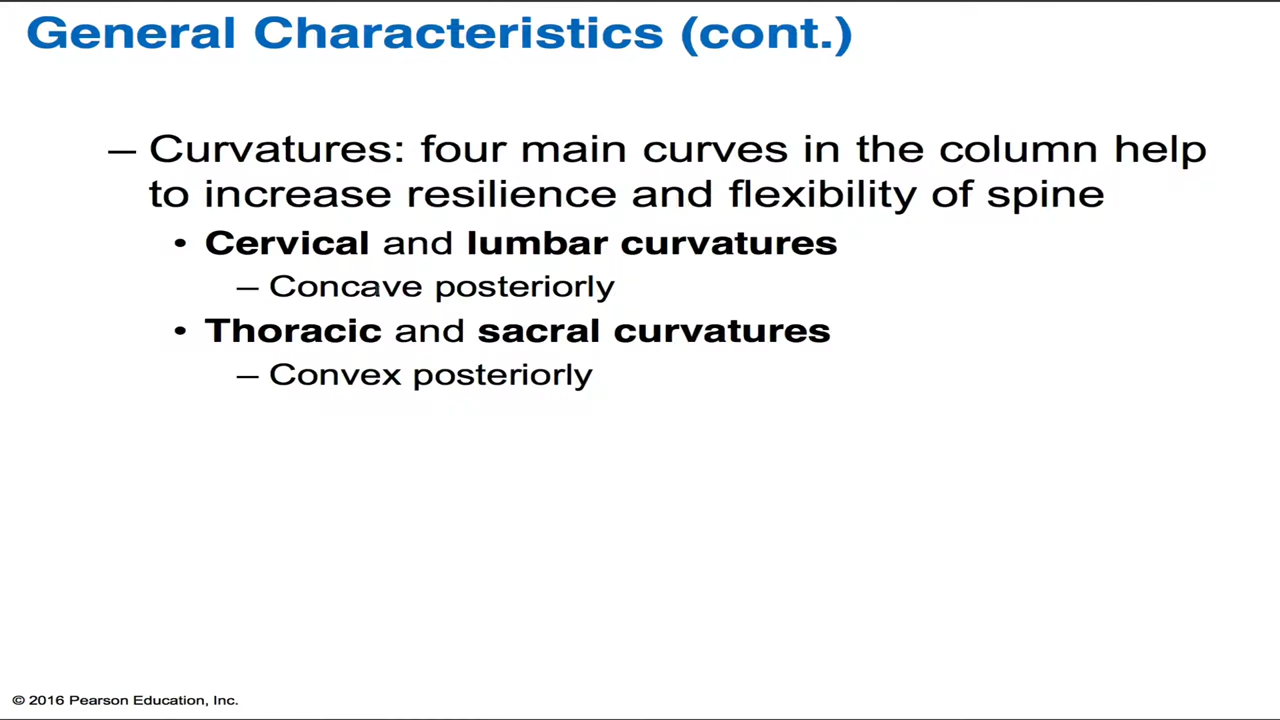 General Characteristics (cont.)
– Curvatures: four main curves in the column help
to increase resilience and flexibility of spine
• Cervical and lumbar curvatures
– Concave posteriorly
• Thoracic and sacral curvatures
– Convex posteriorly
© 2016 Pearson Education, Inc.